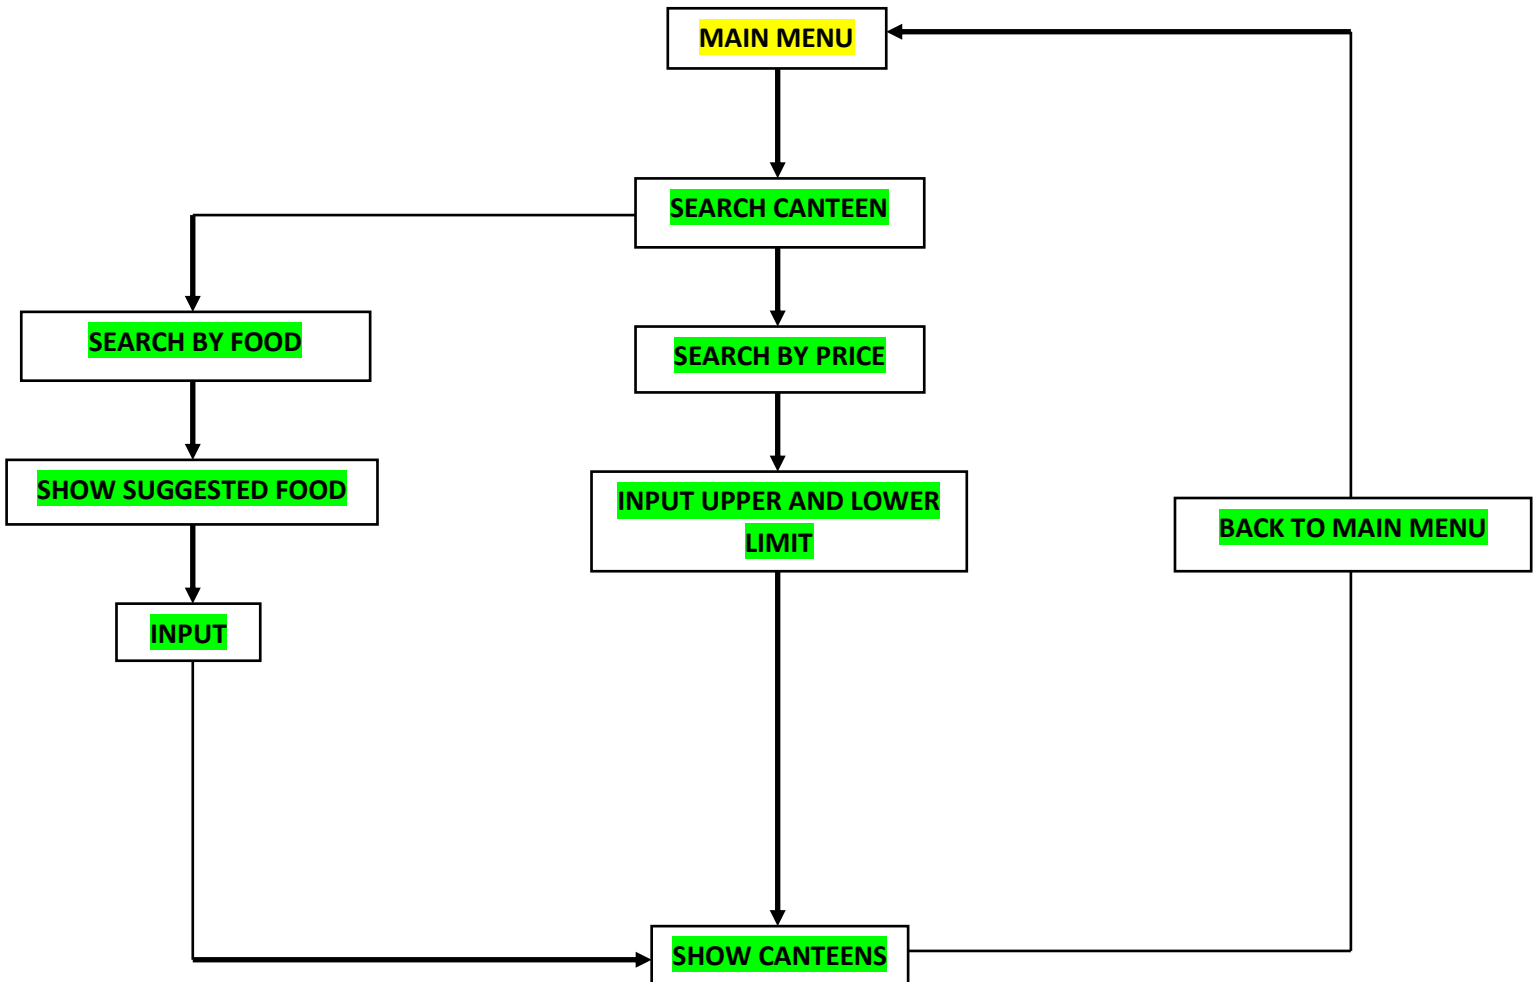 MAIN MENU
SEARCH CANTEEN
SEARCH BY FOOD
SEARCH BY PRICE
SHOW SUGGESTED FOOD
INPUT UPPER AND LOWER
LIMIT
BACK TO MAIN MENU
INPUT
SHOW CANTEENS